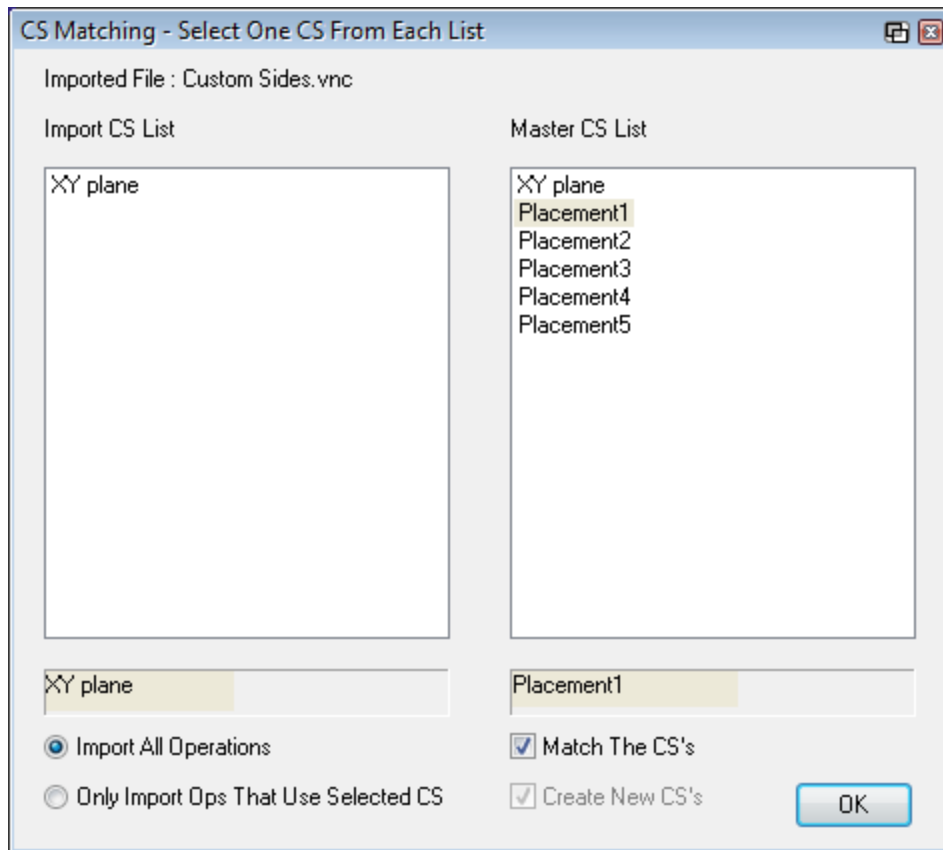 CS Matching - Select One CS From Each List
Imported File : Custom Sides.vnc
Import CS List
Master CS List
XY plane
XY plane
Placement1
Placement2
Placement3
Placement4
Placement5
XY plane
Placement1
Import All Operations
Match The CS's
Only Import Ops That Use Selected CS
Create New CS's
OK